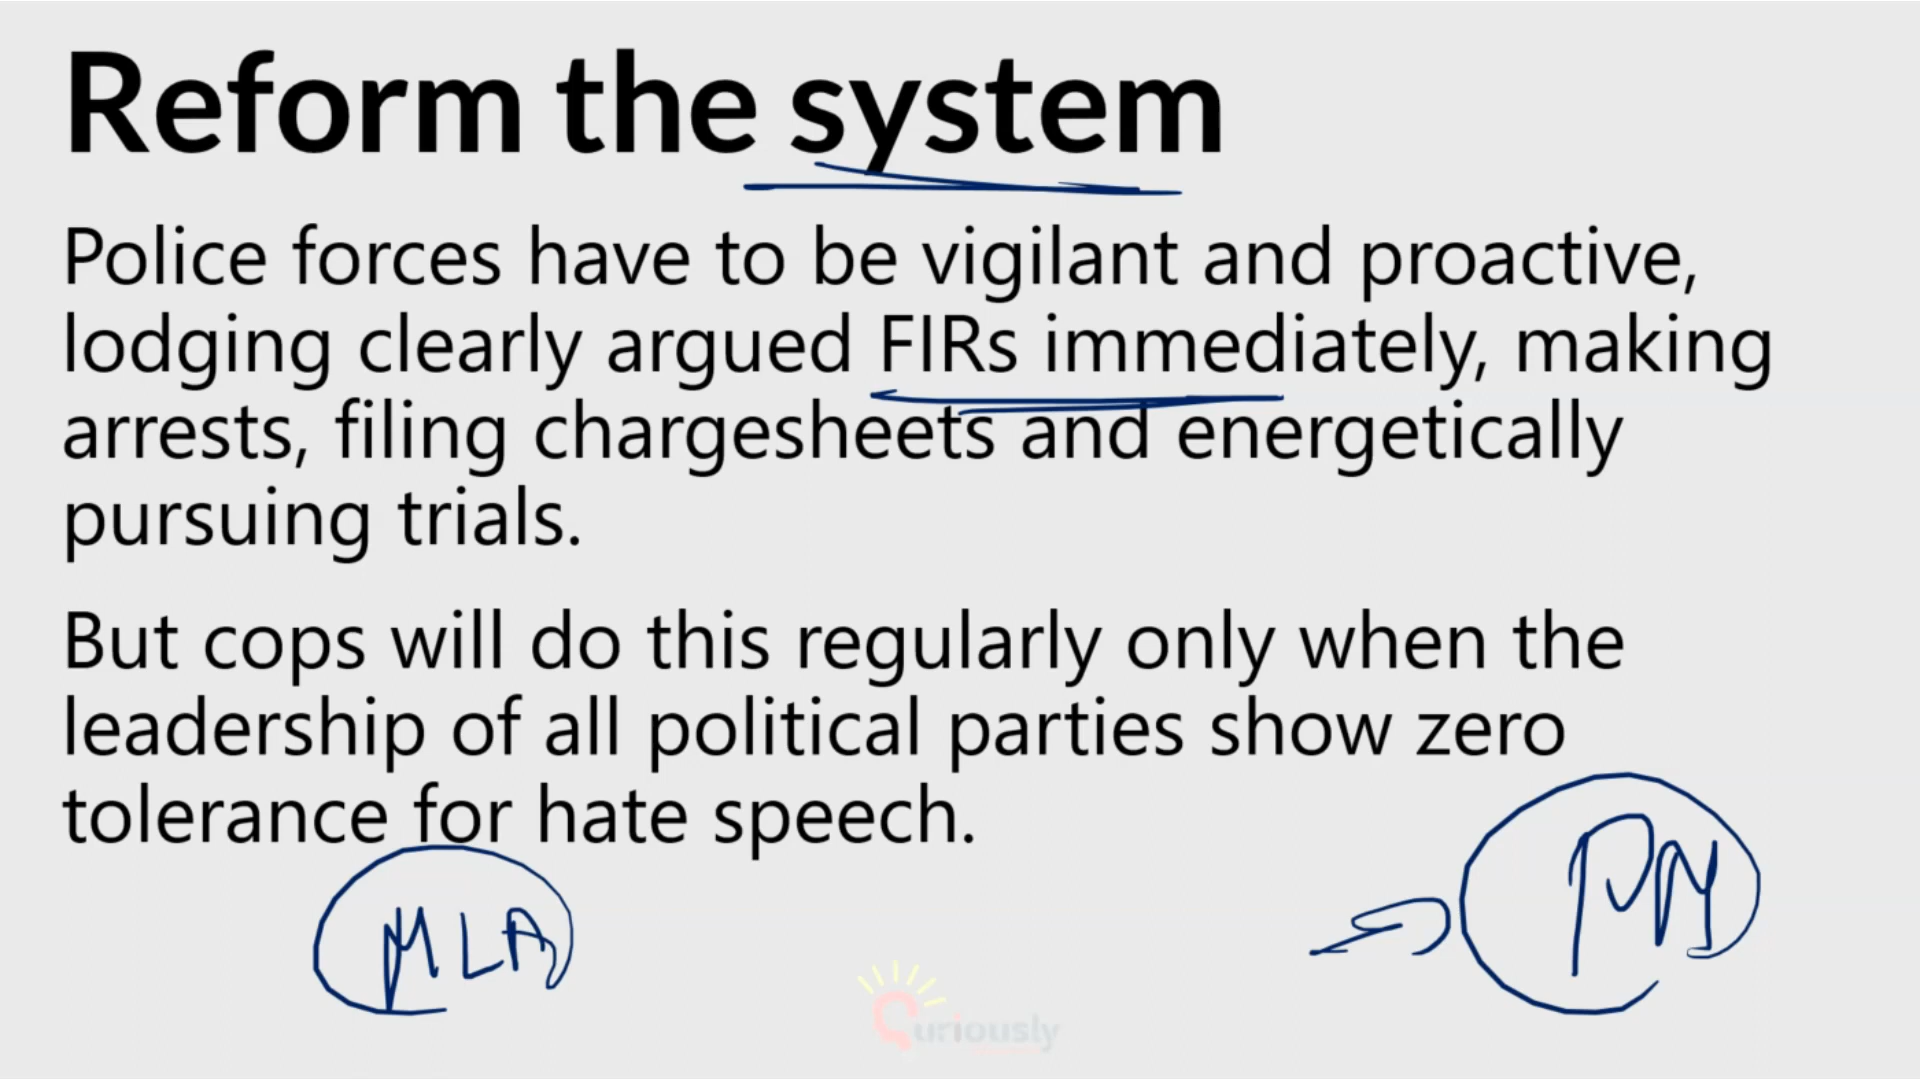 Reform the system
Police forces have to be vigilant and proactive,
lodging clearly argued FIRs immediately, making
arrests, filing chargesheets and energetically
pursuing trials.
But cops will do this regularly only when the
leadership of all political parties show zero
tolerance for hate speech.
MLA
PM
Curiously